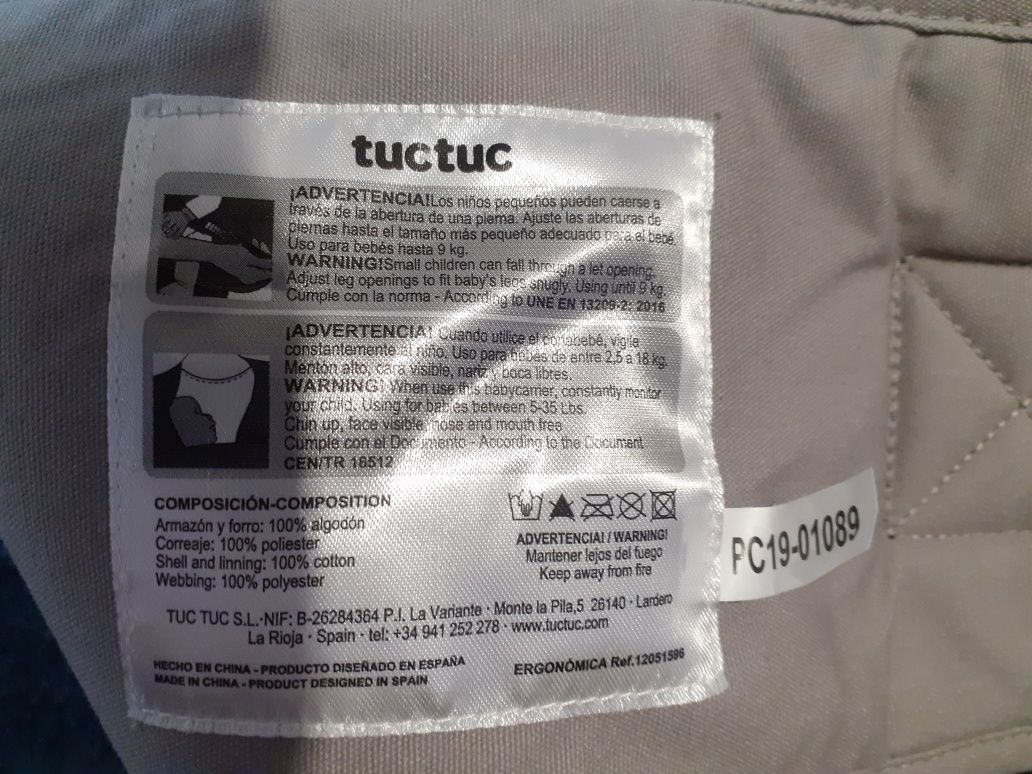 tuctuc
¡ADVERTENCIA!Los niños pequeños pueden caerse a
través de la abertura de una pierna. Ajuste las aberturas de
piernas hasta el tamaño más pequeño adecuado para el bebé.
Uso para bebés hasta 9 kg.
WARNING!Small children can fall through a let opening.
Adjust leg openings to fit baby's legs snugly. Using until 9 kg.
Cumple con la norma - According to UNE EN 13209-2: 2016
¡ADVERTENCIA! Cuando utilice el portabebé, vigile
constantemente al niño. Uso para bebes de entre 2,5 a 18 kg.
Mentón alto, cara visible, nariz y boca libres.
WARNING! When use this babycarrier, constantly monitor
your child. Using for babies between 5-35 Lbs.
Chin up, face visible nose and mouth free
Cumple con el Documento - According to the Document
CEN/TR 16512
COMPOSICIÓN-COMPOSITION
Armazón y forro: 100% algodón
Correaje: 100% poliester
Shell and linning: 100% cotton
Webbing: 100% polyester
ADVERTENCIA! / WARNING!
Mantener lejos del fuego
Keep away from fire
PC19-01089
TUC TUC S.L.·NIF: B-26284364 P.I. La Variante · Monte la Pila,5 26140 · Lardero
La Rioja · Spain · tel: +34 941 252 278 · www.tuctuc.com
HECHO EN CHINA - PRODUCTO DISEÑADO EN ESPAÑA
MADE IN CHINA - PRODUCT DESIGNED IN SPAIN
ERGONÓMICA Ref.12051596